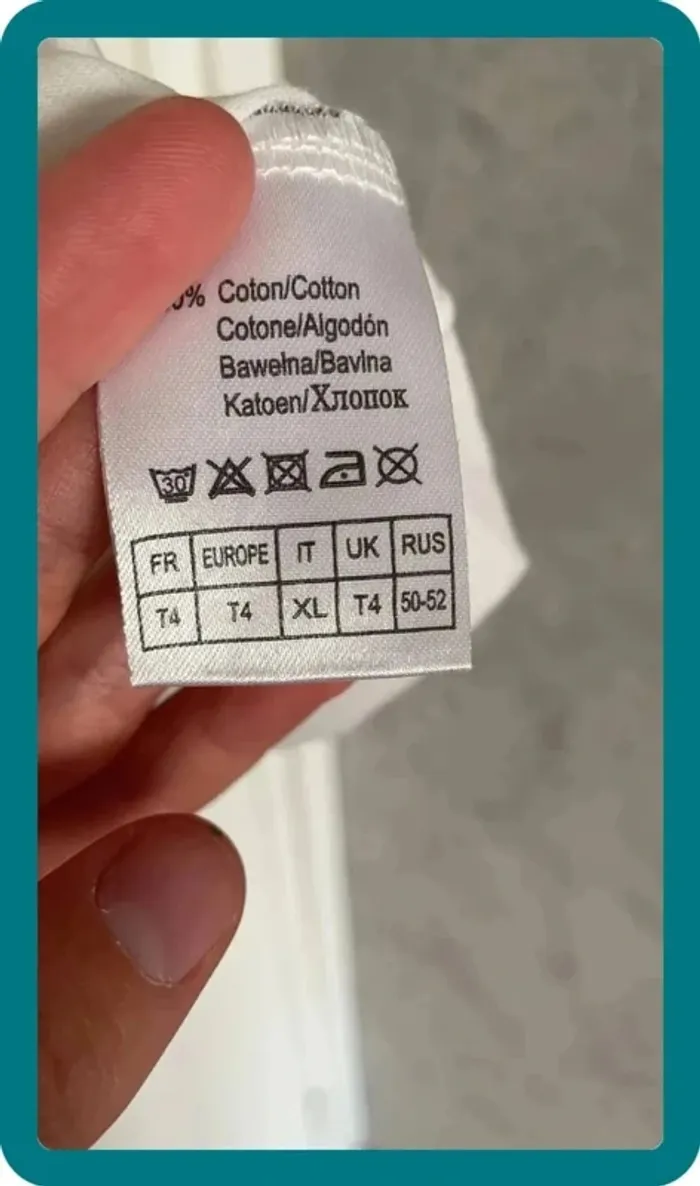 % Coton/Cotton
Cotone/Algodón
Bawełna/Bavlna
Katoen/Хлопок
30°
FR EUROPE IT UK RUS
T4 T4 XL T4 50-52